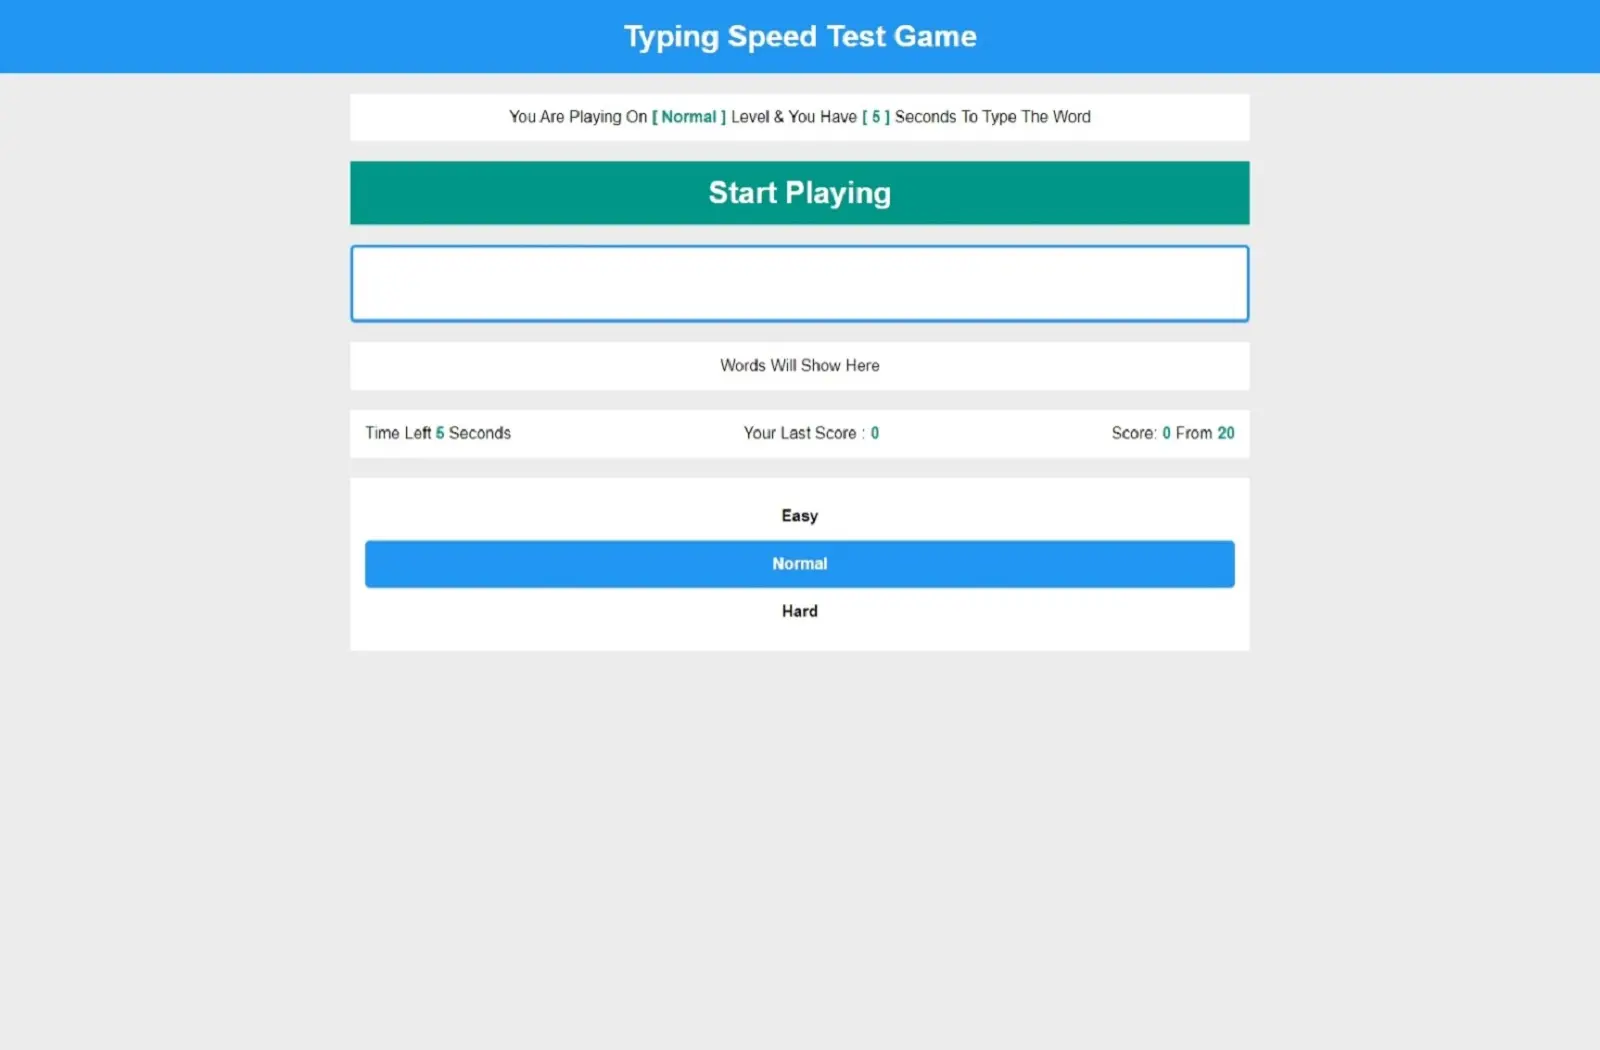 Typing Speed Test Game
You Are Playing On [ Normal ] Level & You Have [ 5 ] Seconds To Type The Word
Start Playing
Words Will Show Here
Time Left 5 Seconds
Your Last Score : 0
Score: 0 From 20
Easy
Normal
Hard